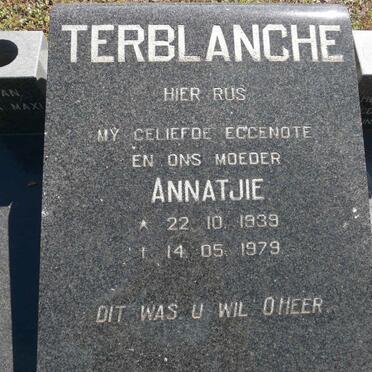 TERBLANCHE
HIER RUS
MY GELIEFDE EGGENOTE
EN ONS MOEDER
ANNATJIE
* 22. 10. 1939
† 14. 05. 1979
DIT WAS U WIL O HEER